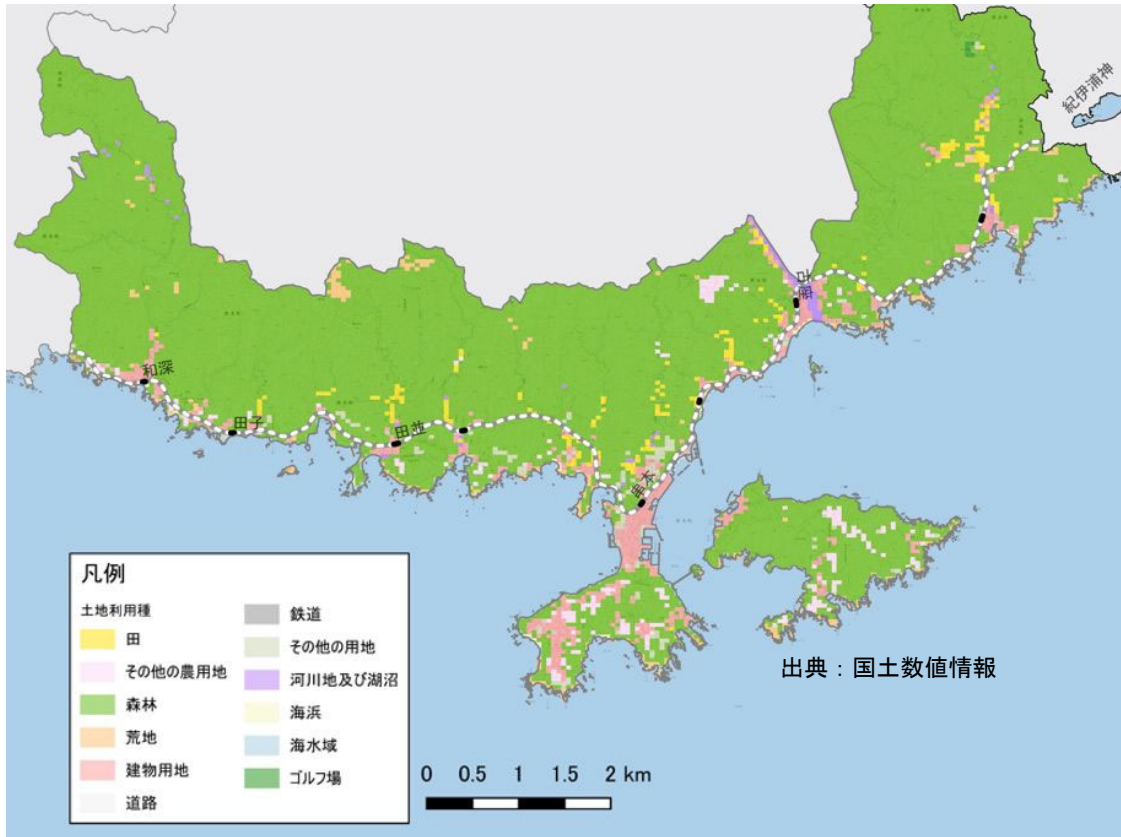 紀伊浦神
古座
和深
田子
田並
串本
凡例
土地利用種
田
その他の農用地
森林
荒地
建物用地
道路
鉄道
その他の用地
河川地及び湖沼
海浜
海水域
ゴルフ場
出典：国土数値情報
0 0.5 1 1.5 2 km